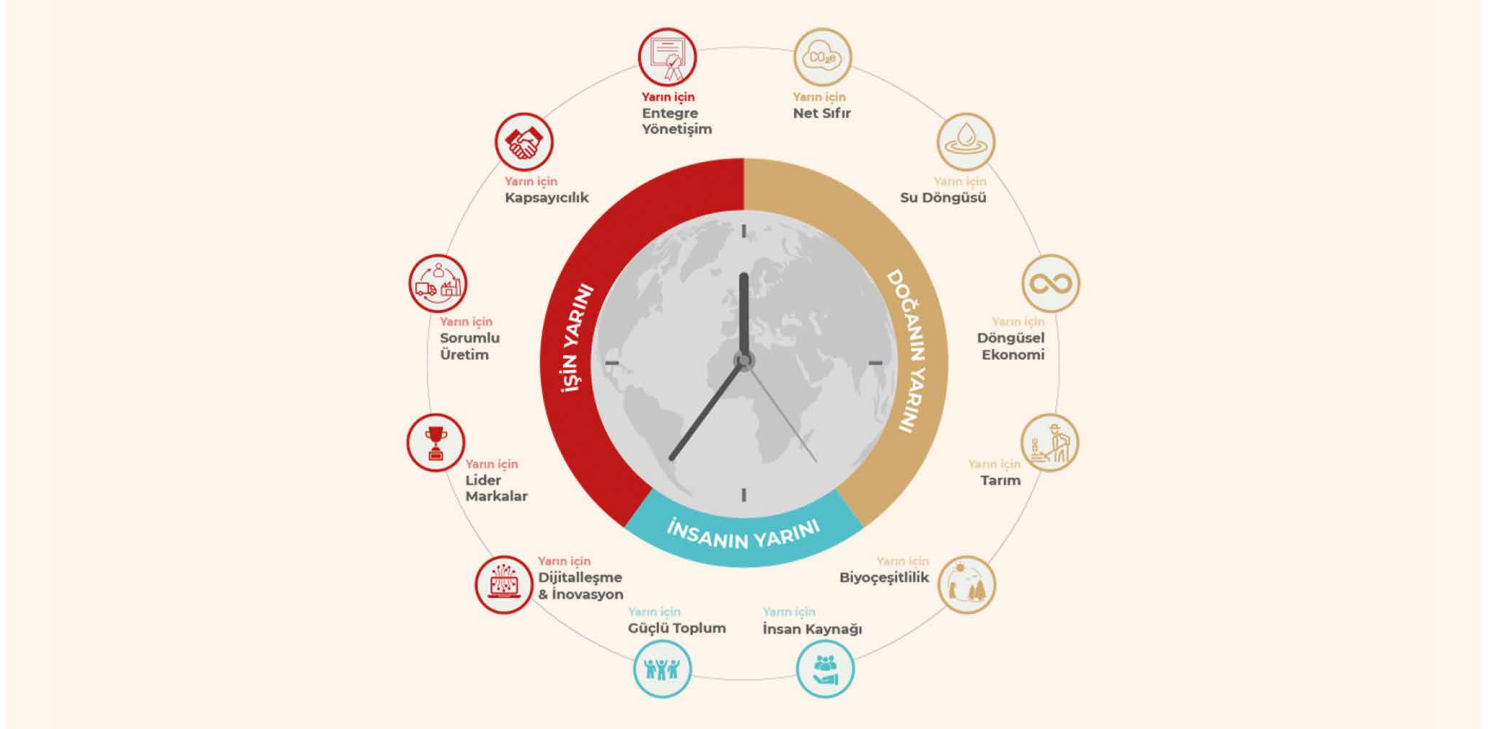 Yarın için
Entegre
Yönetişim
Yarın için
Net Sıfır
CO₂e
Yarın için
Su Döngüsü
Yarın için
Döngüsel
Ekonomi
Yarın için
Tarım
Yarın için
Biyoçeşitlilik
Yarın için
İnsan Kaynağı
Yarın için
Güçlü Toplum
Yarın için
Dijitalleşme
& İnovasyon
Yarın için
Lider
Markalar
Yarın için
Sorumlu
Üretim
Yarın için
Kapsayıcılık
İŞİN YARINI
DOĞANIN YARINI
İNSANIN YARINI